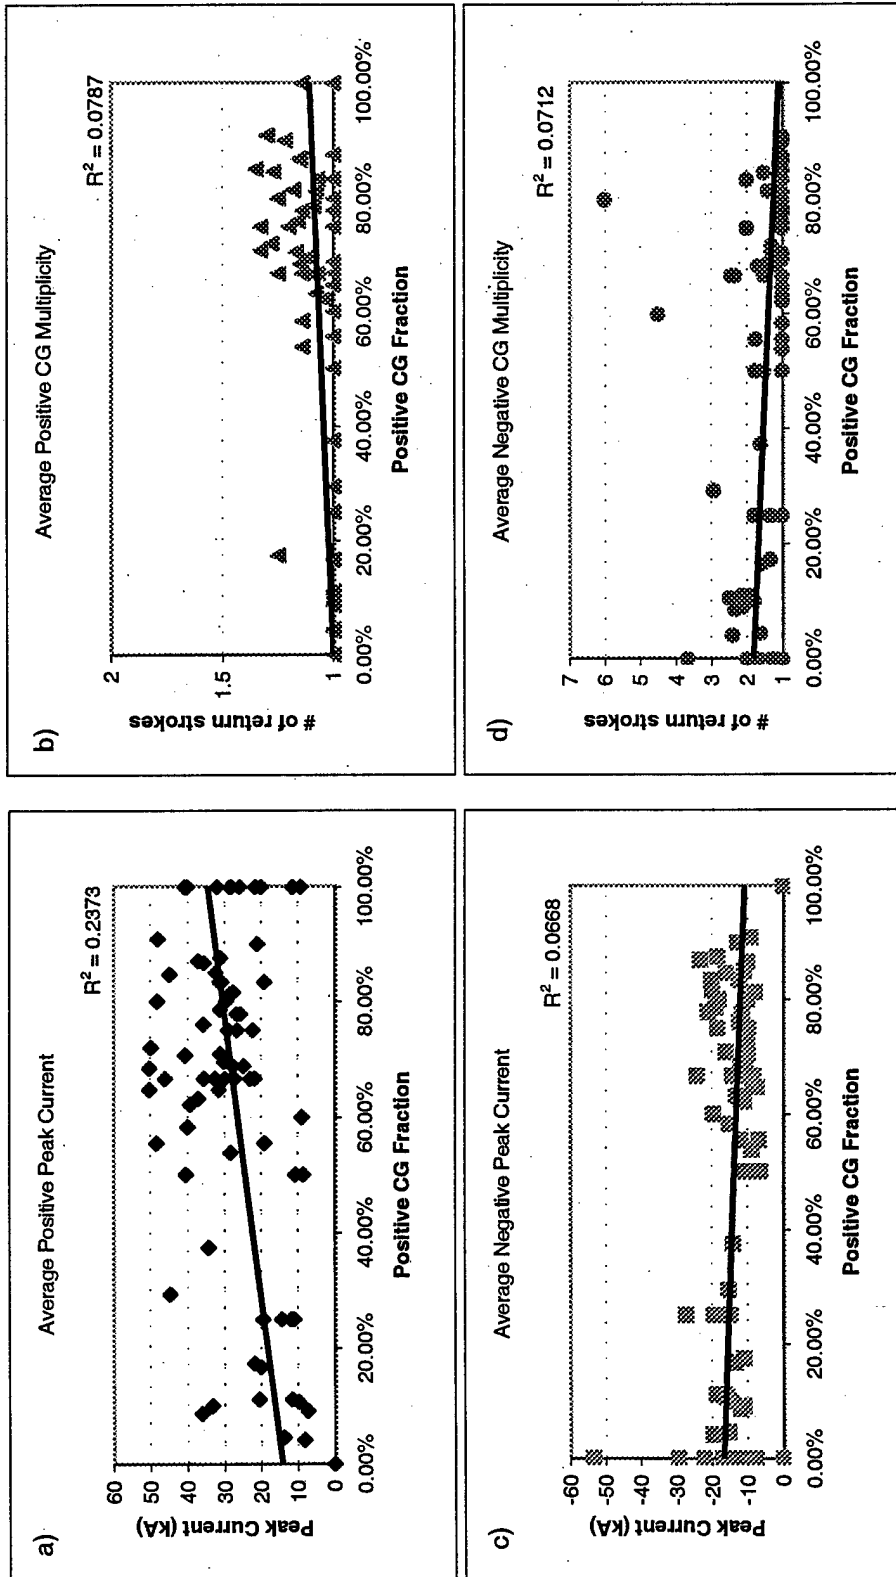 a)
Average Positive Peak Current
R² = 0.2373
Peak Current (kA)
60
50
40
30
20
10
0
0.00%
20.00%
40.00%
60.00%
80.00%
100.00%
Positive CG Fraction
b)
Average Positive CG Multiplicity
R² = 0.0787
# of return strokes
2
1.5
1
0.00%
20.00%
40.00%
60.00%
80.00%
100.00%
Positive CG Fraction
c)
Average Negative Peak Current
R² = 0.0668
Peak Current (kA)
-60
-50
-40
-30
-20
-10
0
0.00%
20.00%
40.00%
60.00%
80.00%
100.00%
Positive CG Fraction
d)
Average Negative CG Multiplicity
R² = 0.0712
# of return strokes
7
6
5
4
3
2
1
0.00%
20.00%
40.00%
60.00%
80.00%
100.00%
Positive CG Fraction